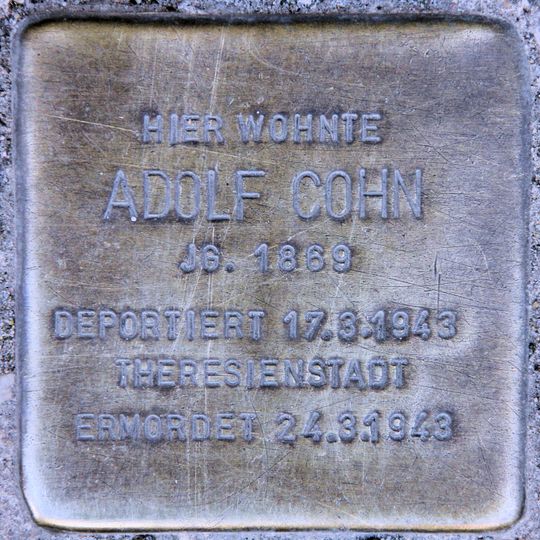 HIER WOHNTE
ADOLF COHN
JG. 1869
DEPORTIERT 17.3.1943
THERESIENSTADT
ERMORDET 24.3.1943